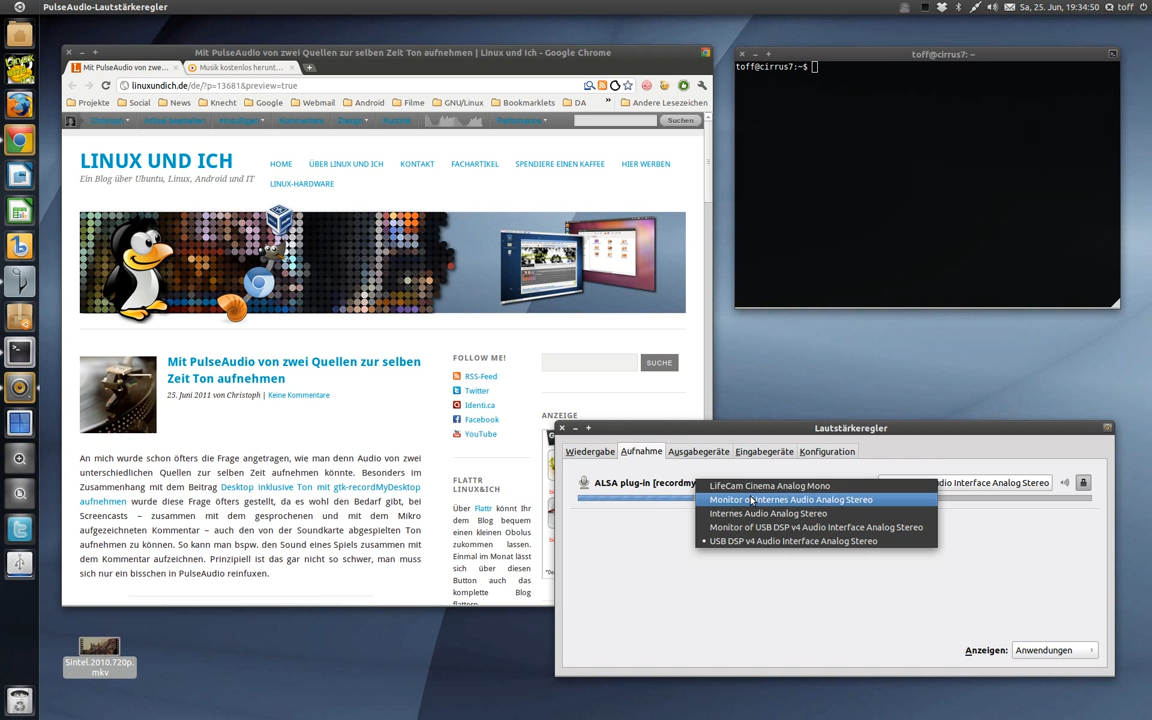 PulseAudio-Lautstärkeregler
Sa, 25. Jun, 19:34:50
toff
Mit PulseAudio von zwei Quellen zur selben Zeit Ton aufnehmen | Linux und Ich - Google Chrome
Mit PulseAudio von zwe...
Musik kostenlos herunt...
linuxundich.de/de/?p=13681&preview=true
Projekte
Social
News
Knecht
Google
Webmail
Android
Filme
GNU/Linux
Bookmarklets
DA
»
Andere Lesezeichen
Christoph
Artikel bearbeiten
Hinzufügen
Kommentare
Design
Kurzlink
Performance
Suchen
LINUX UND ICH
Ein Blog über Ubuntu, Linux, Android und IT
HOME
ÜBER LINUX UND ICH
KONTAKT
FACHARTIKEL
SPENDIERE EINEN KAFFEE
HIER WERBEN
LINUX-HARDWARE
Mit PulseAudio von zwei Quellen zur selben
Zeit Ton aufnehmen
25. Juni 2011 von Christoph | Keine Kommentare
An mich wurde schon öfters die Frage angetragen, wie man denn Audio von zwei
unterschiedlichen Quellen zur selben Zeit aufnehmen könnte. Besonders im
Zusammenhang mit dem Beitrag Desktop inklusive Ton mit gtk-recordMyDesktop
aufnehmen wurde diese Frage öfters gestellt, da es wohl den Bedarf gibt, bei
Screencasts – zusammen mit dem gesprochenen und mit dem Mikro
aufgezeichneten Kommentar – auch den von der Soundkarte abgespielten Ton
aufnehmen zu können. So kann man bspw. den Sound eines Spiels zusammen mit
dem Kommentar aufzeichnen. Prinzipiell ist das gar nicht so schwer, man muss
sich nur ein bisschen in PulseAudio reinfuxen.
FOLLOW ME!
RSS-Feed
Twitter
Identi.ca
Facebook
YouTube
FLATTR
LINUX&ICH
Über Flattr könnt Ihr
dem Blog bequem
einen kleinen Obolus
zukommen lassen.
Einmal im Monat lässt
sich über diesen
Button auch das
komplette Blog
flattern
SUCHE
ANZEIGE
toff@cirrus7: ~
toff@cirrus7:~$
Lautstärkeregler
Wiedergabe
Aufnahme
Ausgabegeräte
Eingabegeräte
Konfiguration
ALSA plug-in [recordmy
dio Interface Analog Stereo
LifeCam Cinema Analog Mono
Monitor of Internes Audio Analog Stereo
Internes Audio Analog Stereo
Monitor of USB DSP v4 Audio Interface Analog Stereo
USB DSP v4 Audio Interface Analog Stereo
Anzeigen:
Anwendungen
Sintel.2010.720p.
mkv